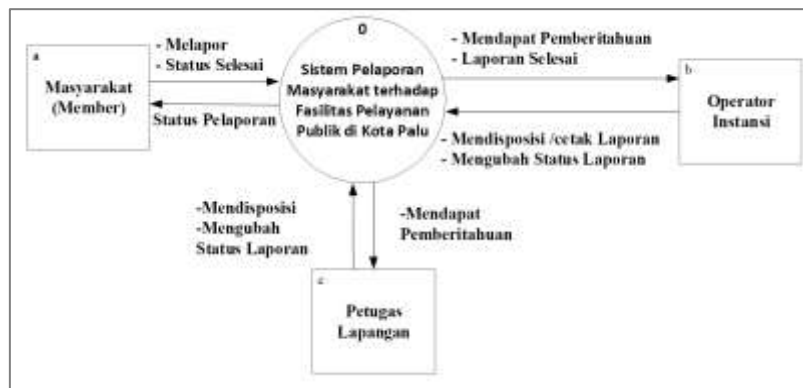 0
Sistem Pelaporan
Masyarakat terhadap
Fasilitas Pelayanan
Publik di Kota Palu
a
Masyarakat
(Member)
- Melapor
- Status Selesai
Status Pelaporan
- Mendapat Pemberitahuan
- Laporan Selesai
b
Operator
Instansi
- Mendisposisi /cetak Laporan
- Mengubah Status Laporan
-Mendisposisi
-Mengubah
Status Laporan
-Mendapat
Pemberitahuan
c
Petugas
Lapangan